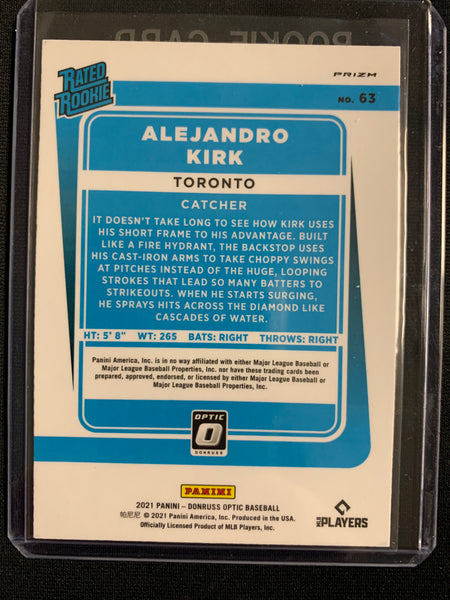 ROOKIE CARD
RATED
ROOKIE
PRIZM
NO. 63
ALEJANDRO
KIRK
TORONTO
CATCHER
IT DOESN'T TAKE LONG TO SEE HOW KIRK USES
HIS SHORT FRAME TO HIS ADVANTAGE. BUILT
LIKE A FIRE HYDRANT, THE BACKSTOP USES
HIS CAST-IRON ARMS TO TAKE CHOPPY SWINGS
AT PITCHES INSTEAD OF THE HUGE, LOOPING
STROKES THAT LEAD SO MANY BATTERS TO
STRIKEOUTS. WHEN HE STARTS SURGING,
HE SPRAYS HITS ACROSS THE DIAMOND LIKE
CASCADES OF WATER.
HT: 5' 8" WT: 265 BATS: RIGHT THROWS: RIGHT
Panini America, Inc. is in no way affiliated with either Major League Baseball or
Major League Baseball Properties, Inc., nor have these trading cards been
prepared, approved, endorsed, or licensed by either Major League Baseball or
Major League Baseball Properties, Inc.
OPTIC
O
DONRUSS
PANINI
2021 PANINI – DONRUSS OPTIC BASEBALL
帕尼尼 © 2021 Panini America, Inc. Produced in the USA.
Officially Licensed Product of MLB Players, Inc.
MLB PLAYERS